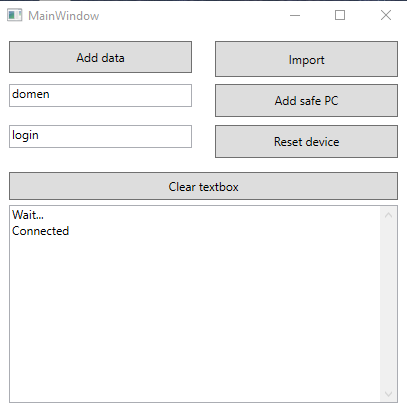 MainWindow
Add data
Import
domen
Add safe PC
login
Reset device
Clear textbox
Wait...
Connected